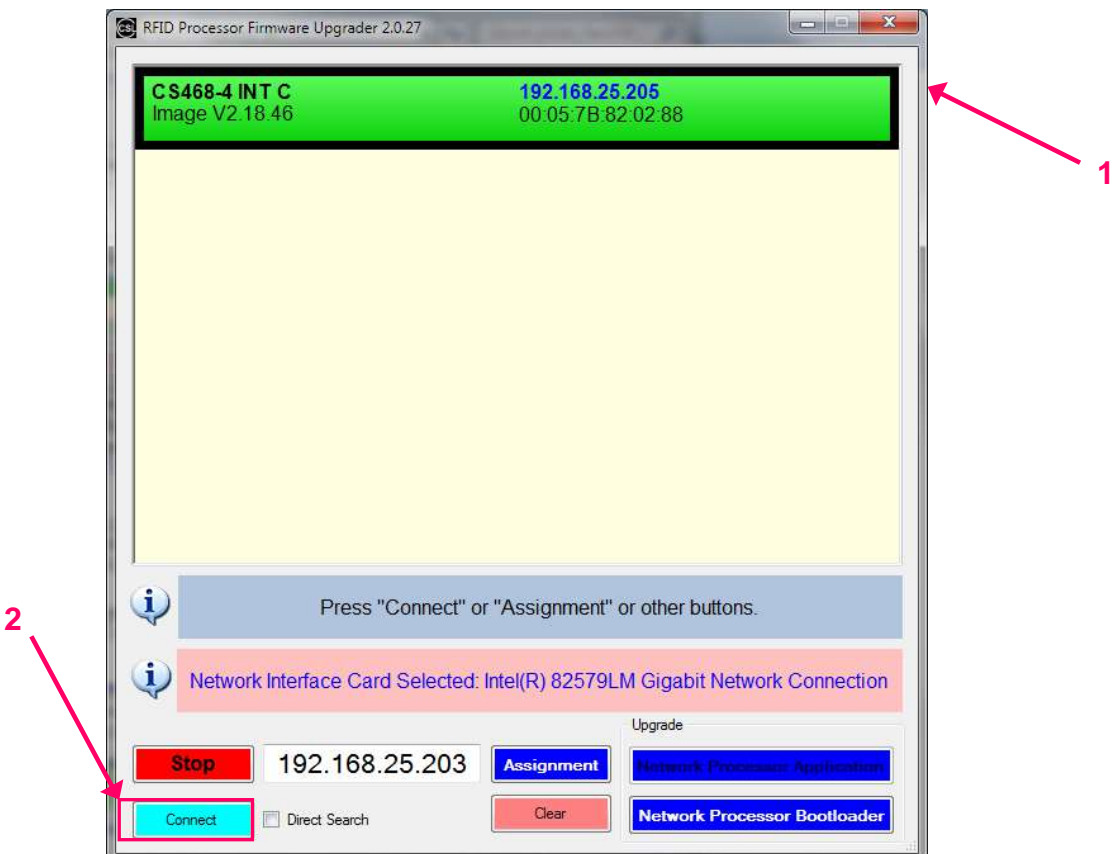 CSL RFID Processor Firmware Upgrader 2.0.27
CS468-4 INT C 192.168.25.205
Image V2.18.46 00:05:7B:82:02:88
1
Press "Connect" or "Assignment" or other buttons.
2
Network Interface Card Selected: Intel(R) 82579LM Gigabit Network Connection
Upgrade
Stop 192.168.25.203 Assignment Network Processor Application
Connect Direct Search Clear Network Processor Bootloader